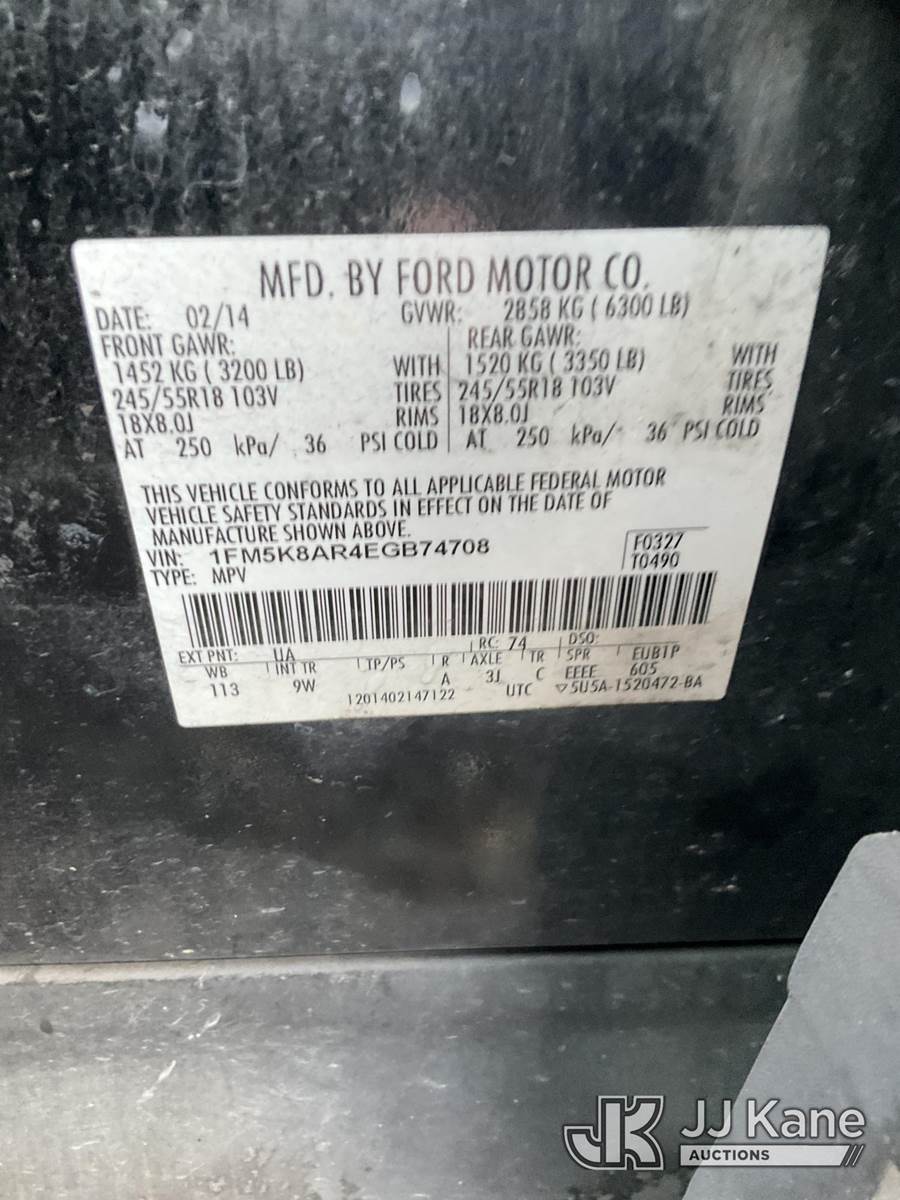 MFD. BY FORD MOTOR CO.
DATE: 02/14 GVWR: 2858 KG ( 6300 LB)
FRONT GAWR: REAR GAWR:
1452 KG ( 3200 LB) WITH 1520 KG ( 3350 LB) WITH
245/55R18 103V TIRES 245/55R18 103V TIRES
18X8.0J RIMS 18X8.0J RIMS
AT 250 kPa/ 36 PSI COLD AT 250 kPa/ 36 PSI COLD
THIS VEHICLE CONFORMS TO ALL APPLICABLE FEDERAL MOTOR
VEHICLE SAFETY STANDARDS IN EFFECT ON THE DATE OF
MANUFACTURE SHOWN ABOVE.
VIN: 1FM5K8AR4EGB74708 F0327
TYPE: MPV T0490
EXT PNT: UA RC: 74 DSO:
WB INT TR TP/PS R AXLE TR SPR EUB1P
113 9W A 3J C EEEE 605
1201402147122 UTC ▽5U5A-1520472-BA
JK JJ Kane
AUCTIONS